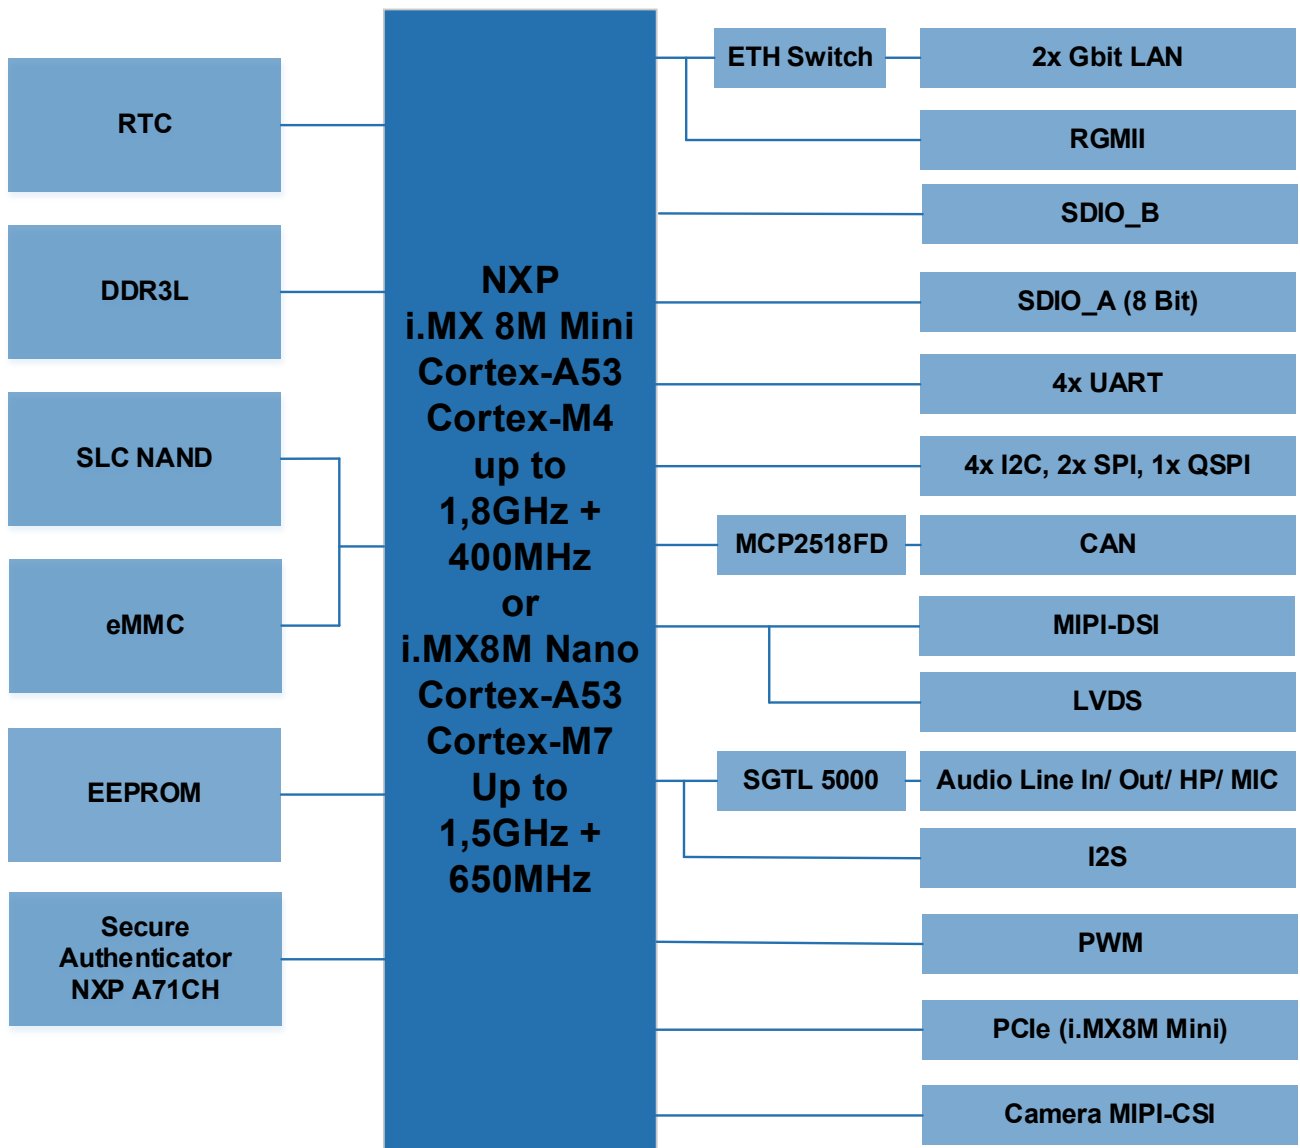 RTC
DDR3L
SLC NAND
eMMC
EEPROM
Secure
Authenticator
NXP A71CH
NXP
i.MX 8M Mini
Cortex-A53
Cortex-M4
up to
1,8GHz +
400MHz
or
i.MX8M Nano
Cortex-A53
Cortex-M7
Up to
1,5GHz +
650MHz
ETH Switch
2x Gbit LAN
RGMII
SDIO_B
SDIO_A (8 Bit)
4x UART
4x I2C, 2x SPI, 1x QSPI
MCP2518FD
CAN
MIPI-DSI
LVDS
SGTL 5000
Audio Line In/ Out/ HP/ MIC
I2S
PWM
PCIe (i.MX8M Mini)
Camera MIPI-CSI